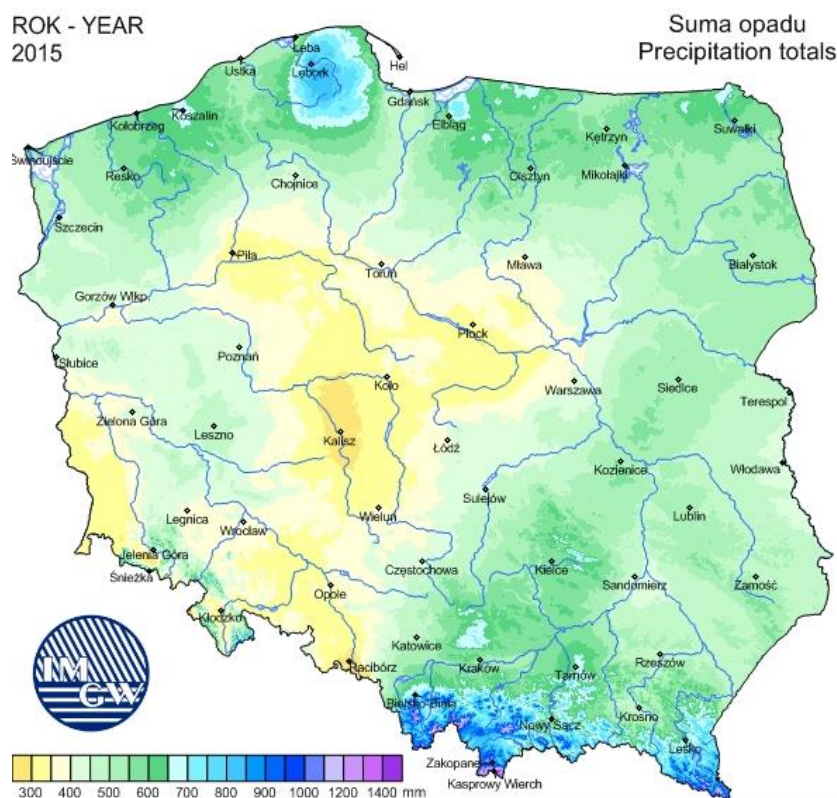 ROK - YEAR
2015
Suma opadu
Precipitation totals
Łeba
Ustka
Lębork
Hel
Gdańsk
Koszalin
Kołobrzeg
Elbląg
Kętrzyn
Suwałki
Świnoujście
Resko
Chojnice
Olsztyn
Mikołajki
Szczecin
Piła
Toruń
Mława
Białystok
Gorzów Wlkp.
Płock
Słubice
Poznań
Koło
Warszawa
Siedlce
Terespol
Zielona Góra
Leszno
Kalisz
Łódź
Kozienice
Włodawa
Sulejów
Legnica
Wrocław
Wieluń
Lublin
Jelenia Góra
Śnieżka
Częstochowa
Kielce
Sandomierz
Zamość
Opole
Kłodzko
Katowice
Racibórz
Kraków
Tarnów
Rzeszów
Bielsko-Biała
Nowy Sącz
Krosno
Lesko
Zakopane
Kasprowy Wierch
IM
GW
300 400 500 600 700 900 1000 1200 1400 mm